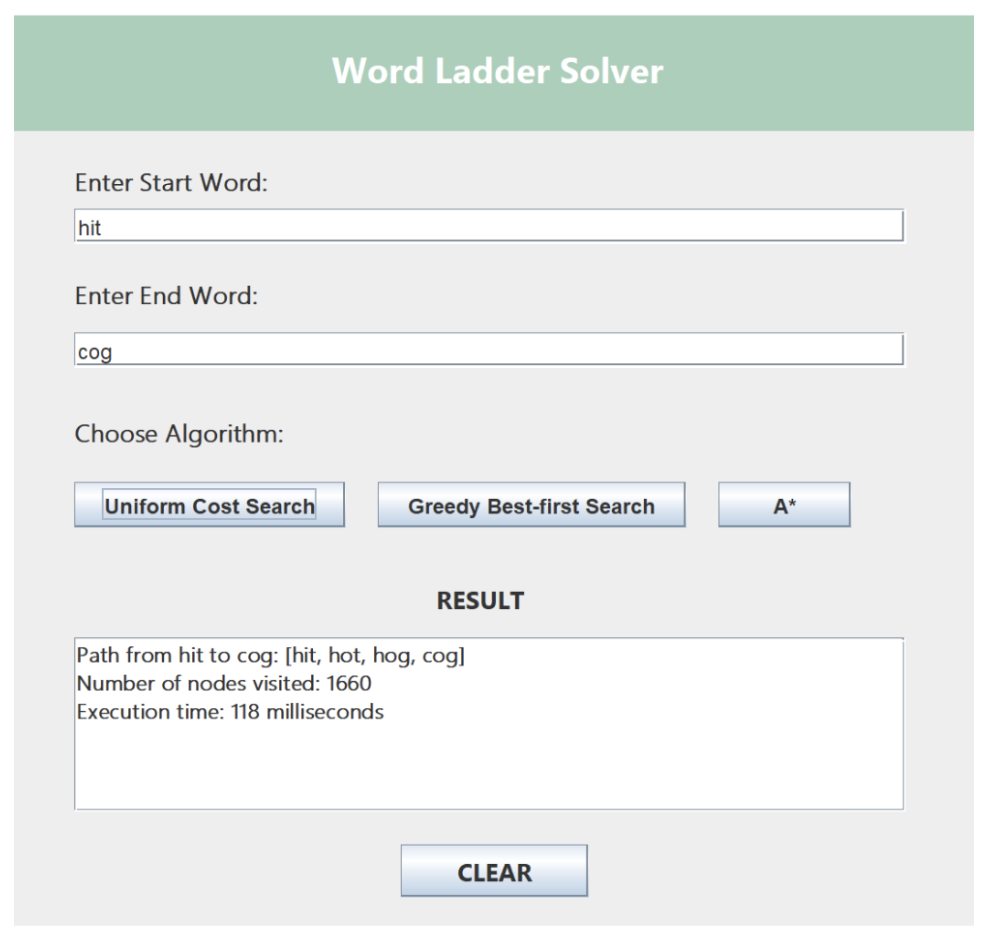 Word Ladder Solver
Enter Start Word:
hit
Enter End Word:
cog
Choose Algorithm:
Uniform Cost Search Greedy Best-first Search A*
RESULT
Path from hit to cog: [hit, hot, hog, cog]
Number of nodes visited: 1660
Execution time: 118 milliseconds
CLEAR